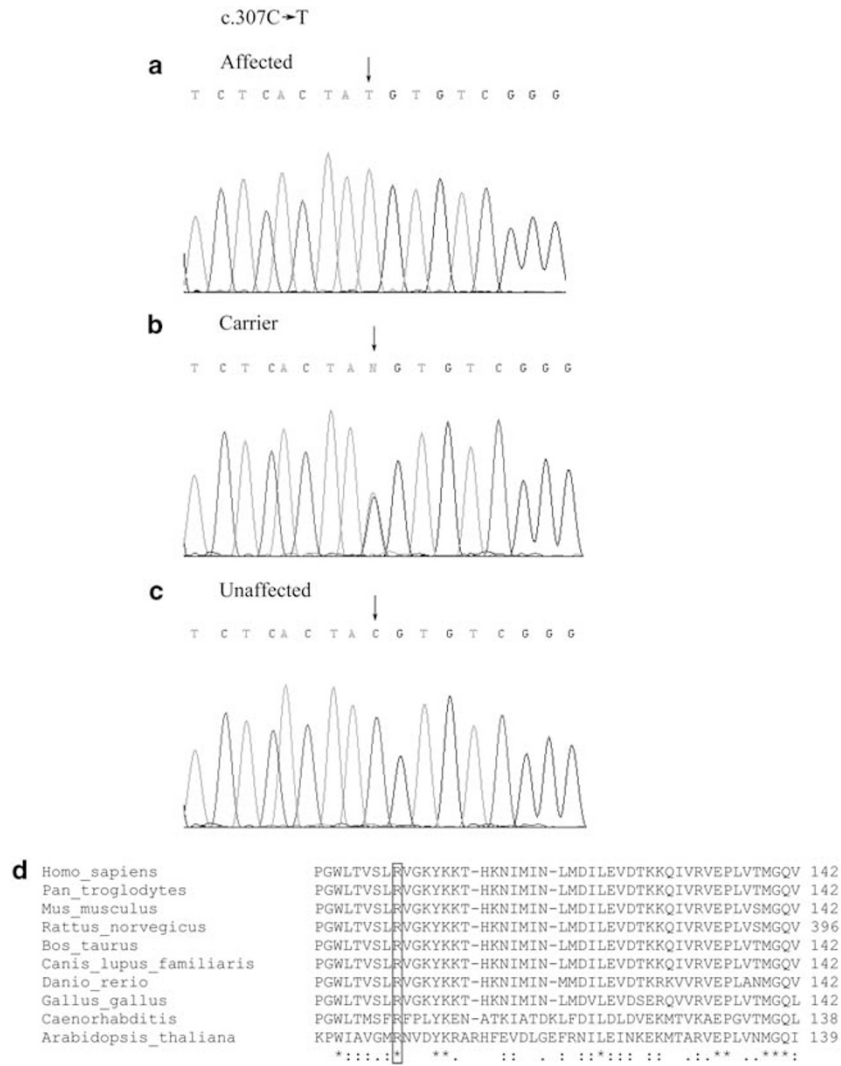 c.307C→T
a Affected
T C T C A C T A T G T G T C G G G
b Carrier
T C T C A C T A N G T G T C G G G
c Unaffected
T C T C A C T A C G T G T C G G G
d Homo_sapiens PGWLTVSLRVGKYKKT-HKNIMIN-LMDILEVDTKKQIVRVEPLVTMGQV 142
Pan_troglodytes PGWLTVSLRVGKYKKT-HKNIMIN-LMDILEVDTKKQIVRVEPLVTMGQV 142
Mus_musculus PGWLTVSLRVGKYKKT-HKNIMIN-LMDILEVDTKKQIVRVEPLVSMGQV 142
Rattus_norvegicus PGWLTVSLRVGKYKKT-HKNIMIN-LMDILEVDTKKQIVRVEPLVSMGQV 396
Bos_taurus PGWLTVSLRVGKYKKT-HKNIMIN-LMDILEVDTKKQIVRVEPLVTMGQV 142
Canis_lupus_familiaris PGWLTVSLRVGKYKKT-HKNIMIN-LMDILEVDTKKQIVRVEPLVTMGQV 142
Danio_rerio PGWLTVSLRVGKYKKT-HKNIMIN-MMDILEVDTKRKVVRVEPLANMGQV 142
Gallus_gallus PGWLTVSLRVGKYKKT-HKNIMIN-LMDVLEVDSERQVVRVEPLVTMGQL 142
Caenorhabditis PGWLTMSFRFPLYKEN-ATKIATDKLFDILDLDVEKMTVKAEPGVTMGQL 138
Arabidopsis_thaliana KPWIAVGMRNVDYKRARHFEVDLGEFRNILEINKEKMTARVEPLVNMGQI 139
*:::.:* **. :: .: :*:::. :: .:.** .***: